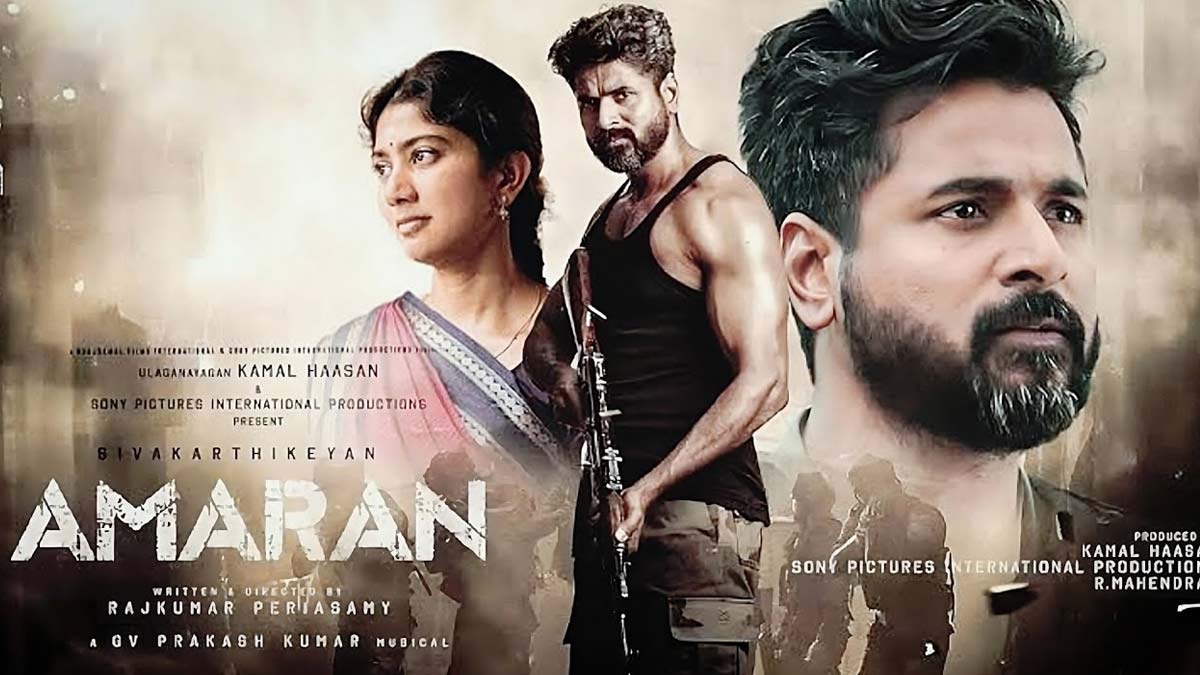 ULAGANAYAGAN KAMAL HAASAN
&
SONY PICTURES INTERNATIONAL PRODUCTIONS
PRESENT
SIVAKARTHIKEYAN
AMARAN
WRITTEN & DIRECTED BY
RAJKUMAR PERIASAMY
A GV PRAKASH KUMAR MUSICAL
PRODUCED
KAMAL HAASA
SONY PICTURES INTERNATIONAL PRODUCTION
R.MAHENDRA